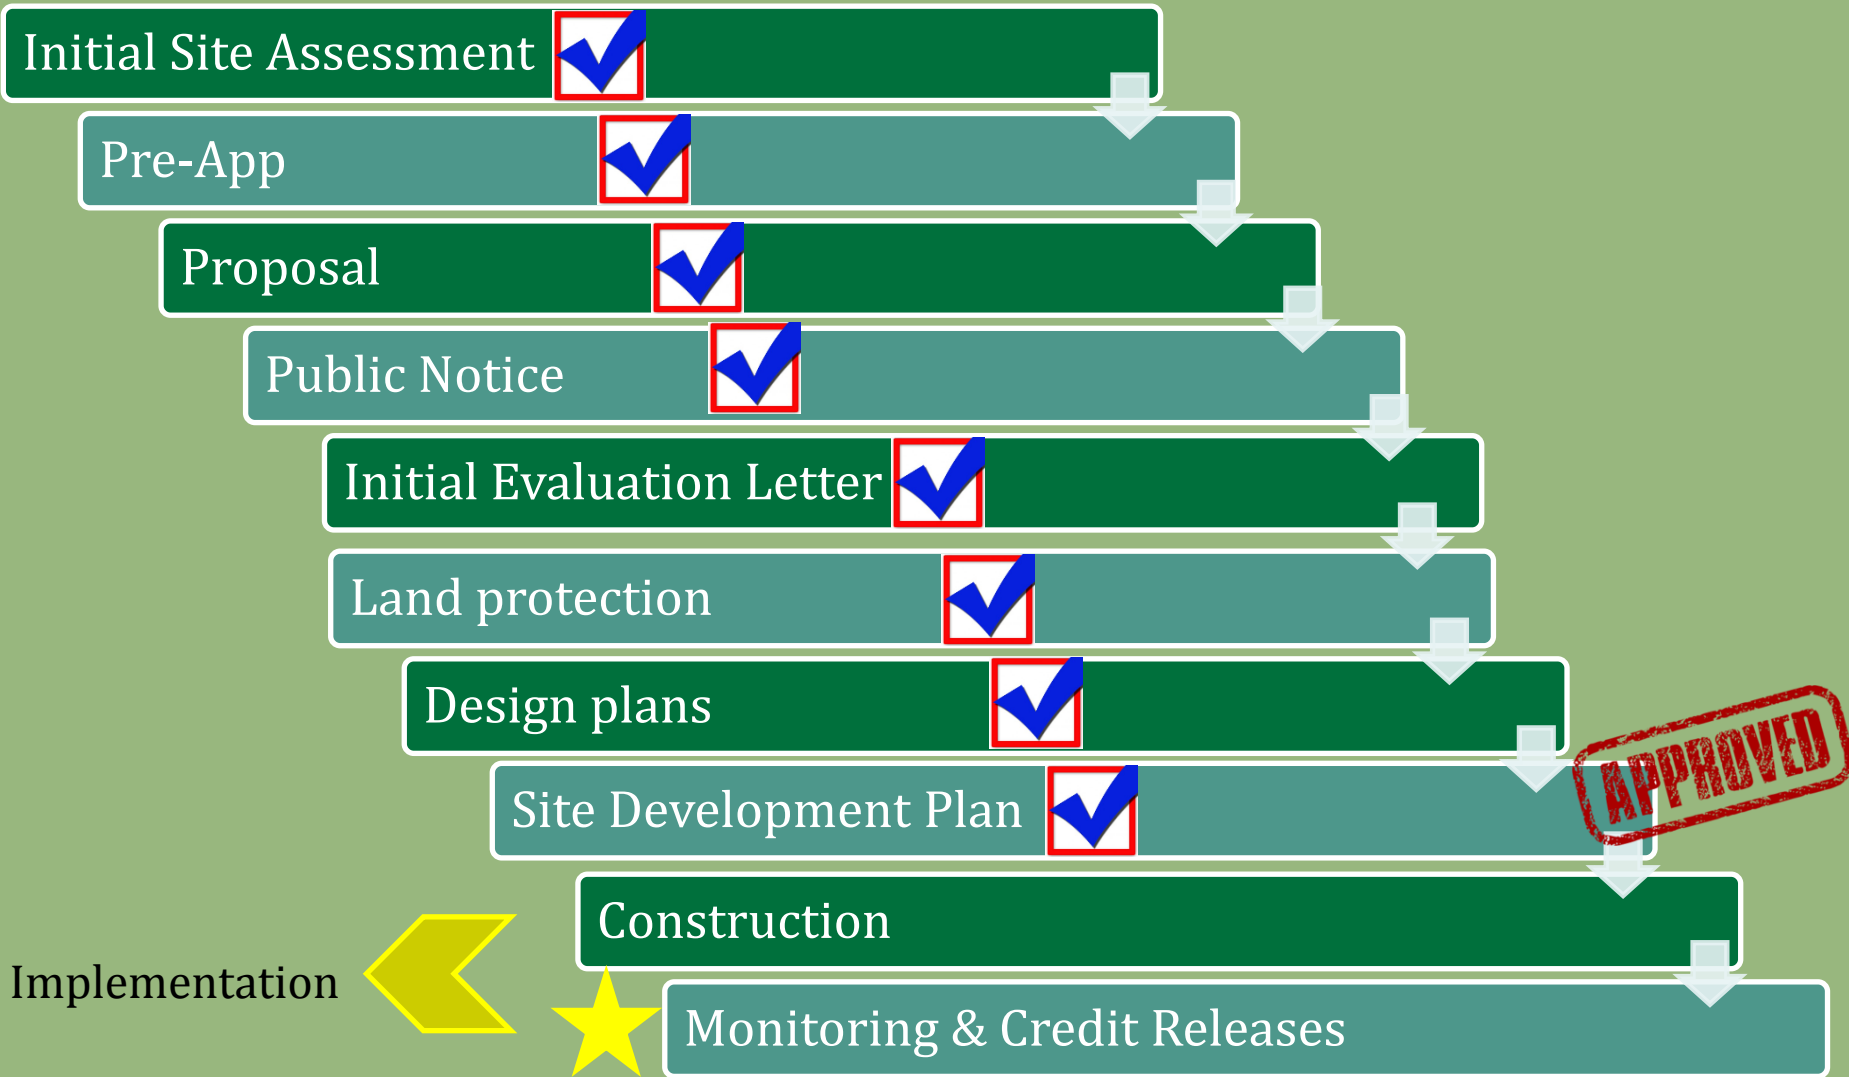 Initial Site Assessment
Pre-App
Proposal
Public Notice
Initial Evaluation Letter
Land protection
Design plans
APPROVED
Site Development Plan
Construction
Implementation
Monitoring & Credit Releases